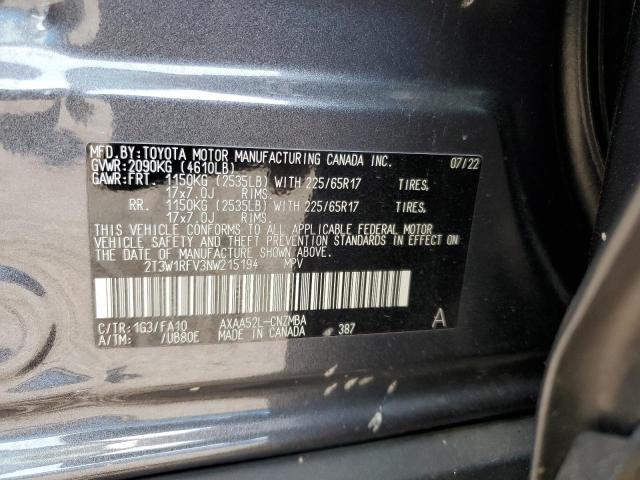 MFD.BY:TOYOTA MOTOR MANUFACTURING CANADA INC. 07/22
GVWR:2090KG (4610LB)
GAWR:FRT. 1150KG (2535LB) WITH 225/65R17 TIRES,
17x7.0J RIMS,
RR. 1150KG (2535LB) WITH 225/65R17 TIRES,
17x7.0J RIMS,
THIS VEHICLE CONFORMS TO ALL APPLICABLE FEDERAL MOTOR
VEHICLE SAFETY AND THEFT PREVENTION STANDARDS IN EFFECT ON
THE DATE OF MANUFACTURE SHOWN ABOVE.
2T3W1RFV3NW215194 MPV
C/TR:1G3/FA10 AXAA52L-CNZMBA
A/TM: /UB80E MADE IN CANADA 387 A